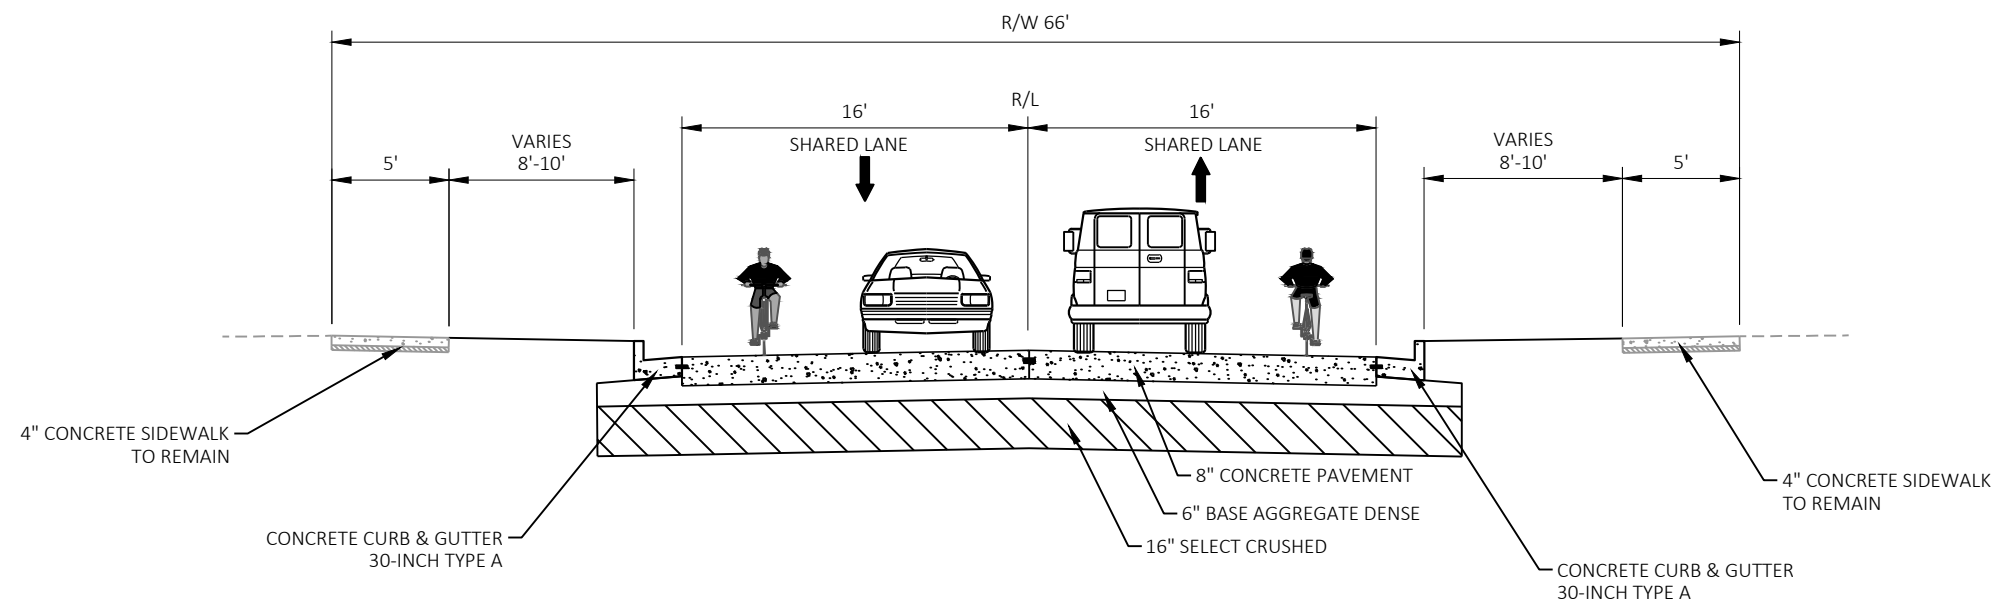 R/W 66'
R/L
16'
16'
SHARED LANE
SHARED LANE
VARIES
8'-10'
5'
VARIES
8'-10'
5'
4" CONCRETE SIDEWALK
TO REMAIN
8" CONCRETE PAVEMENT
4" CONCRETE SIDEWALK
TO REMAIN
6" BASE AGGREGATE DENSE
CONCRETE CURB & GUTTER
30-INCH TYPE A
16" SELECT CRUSHED
CONCRETE CURB & GUTTER
30-INCH TYPE A